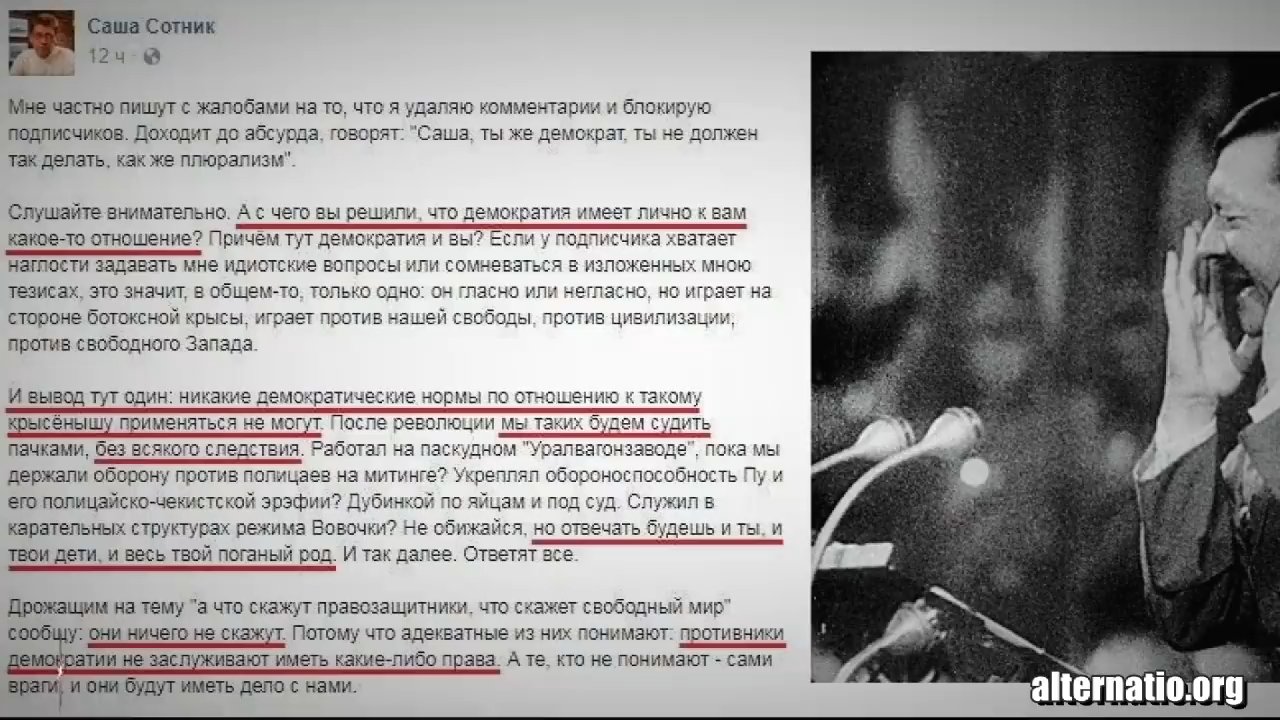 Саша Сотник
12 ч ·
Мне частно пишут с жалобами на то, что я удаляю комментарии и блокирую
подписчиков. Доходит до абсурда, говорят: "Саша, ты же демократ, ты не должен
так делать, как же плюрализм".
Слушайте внимательно. А с чего вы решили, что демократия имеет лично к вам
какое-то отношение? Причём тут демократия и вы? Если у подписчика хватает
наглости задавать мне идиотские вопросы или сомневаться в изложенных мною
тезисах, это значит, в общем-то, только одно: он гласно или негласно, но играет на
стороне ботоксной крысы, играет против нашей свободы, против цивилизации,
против свободного Запада.
И вывод тут один: никакие демократические нормы по отношению к такому
крысёнышу применяться не могут. После революции мы таких будем судить
пачками, без всякого следствия. Работал на паскудном "Уралвагонзаводе", пока мы
держали оборону против полицаев на митинге? Укреплял обороноспособность Пу и
его полицайско-чекистской эрэфии? Дубинкой по яйцам и под суд. Служил в
карательных структурах режима Вовочки? Не обижайся, но отвечать будешь и ты, и
твои дети, и весь твой поганый род. И так далее. Ответят все.
Дрожащим на тему "а что скажут правозащитники, что скажет свободный мир"
сообщу: они ничего не скажут. Потому что адекватные из них понимают: противники
демократии не заслуживают иметь какие-либо права. А те, кто не понимают - сами
враги, и они будут иметь дело с нами.
alternatio.org